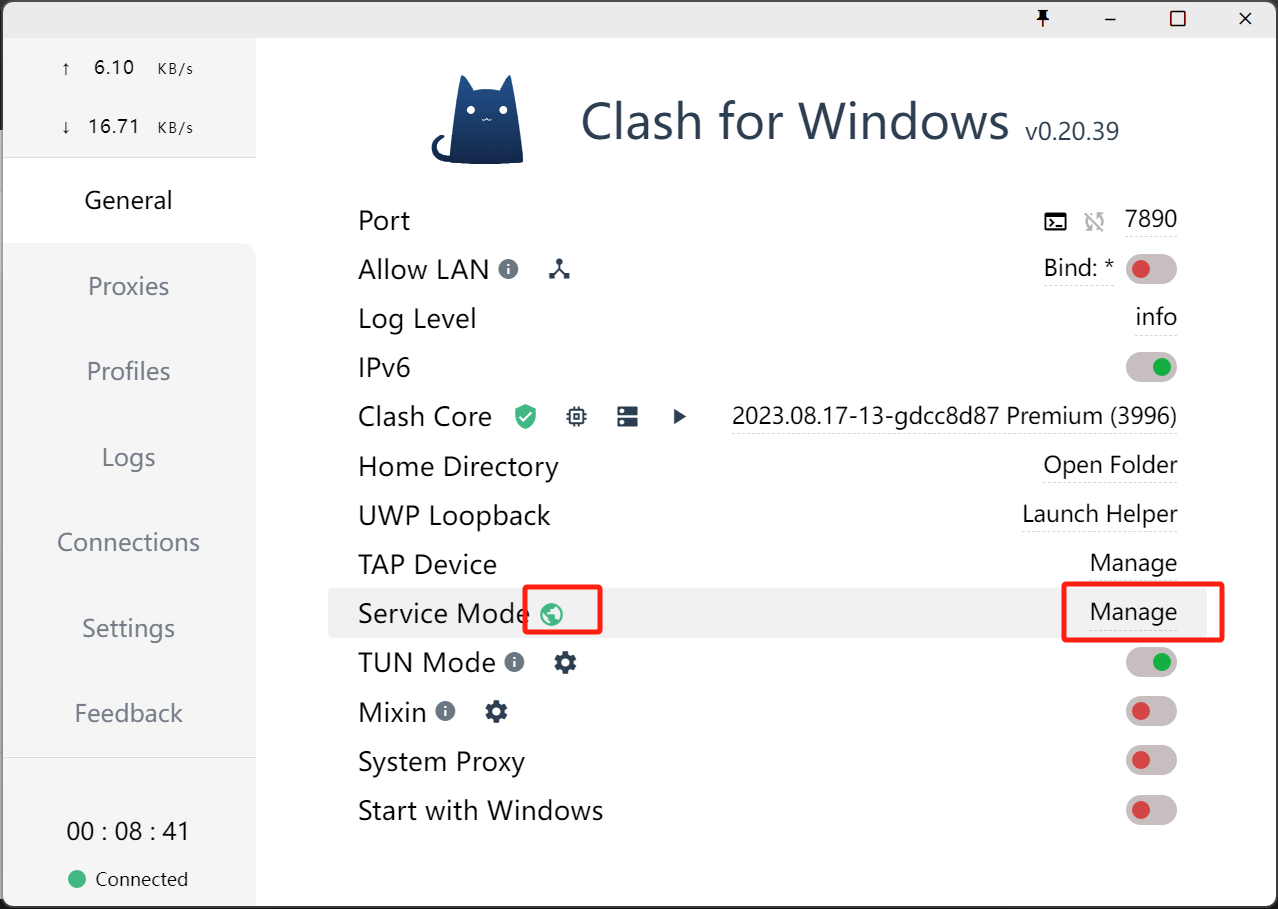 ↑ 6.10 KB/s
↓ 16.71 KB/s
General
Proxies
Profiles
Logs
Connections
Settings
Feedback
00 : 08 : 41
Connected
Clash for Windows v0.20.39
Port 7890
Allow LAN Bind: *
Log Level info
IPv6
Clash Core 2023.08.17-13-gdcc8d87 Premium (3996)
Home Directory Open Folder
UWP Loopback Launch Helper
TAP Device Manage
Service Mode Manage
TUN Mode
Mixin
System Proxy
Start with Windows